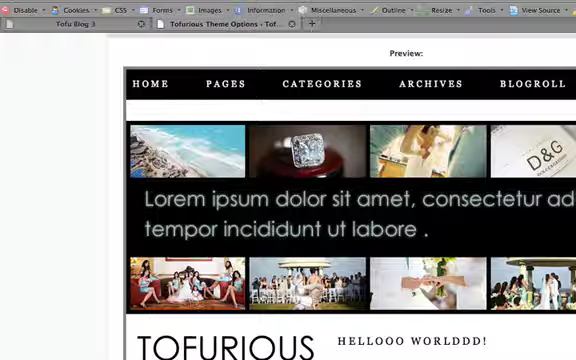 Disable Cookies CSS Forms Images Information Miscellaneous Outline Resize Tools View Source
Tofu Blog 3 Tofurious Theme Options - Tof...
Preview:
HOME PAGES CATEGORIES ARCHIVES BLOGROLL
D&G
Lorem ipsum dolor sit amet, consectetur ad
tempor incididunt ut labore .
TOFURIOUS
HELLOOO WORLDDD!